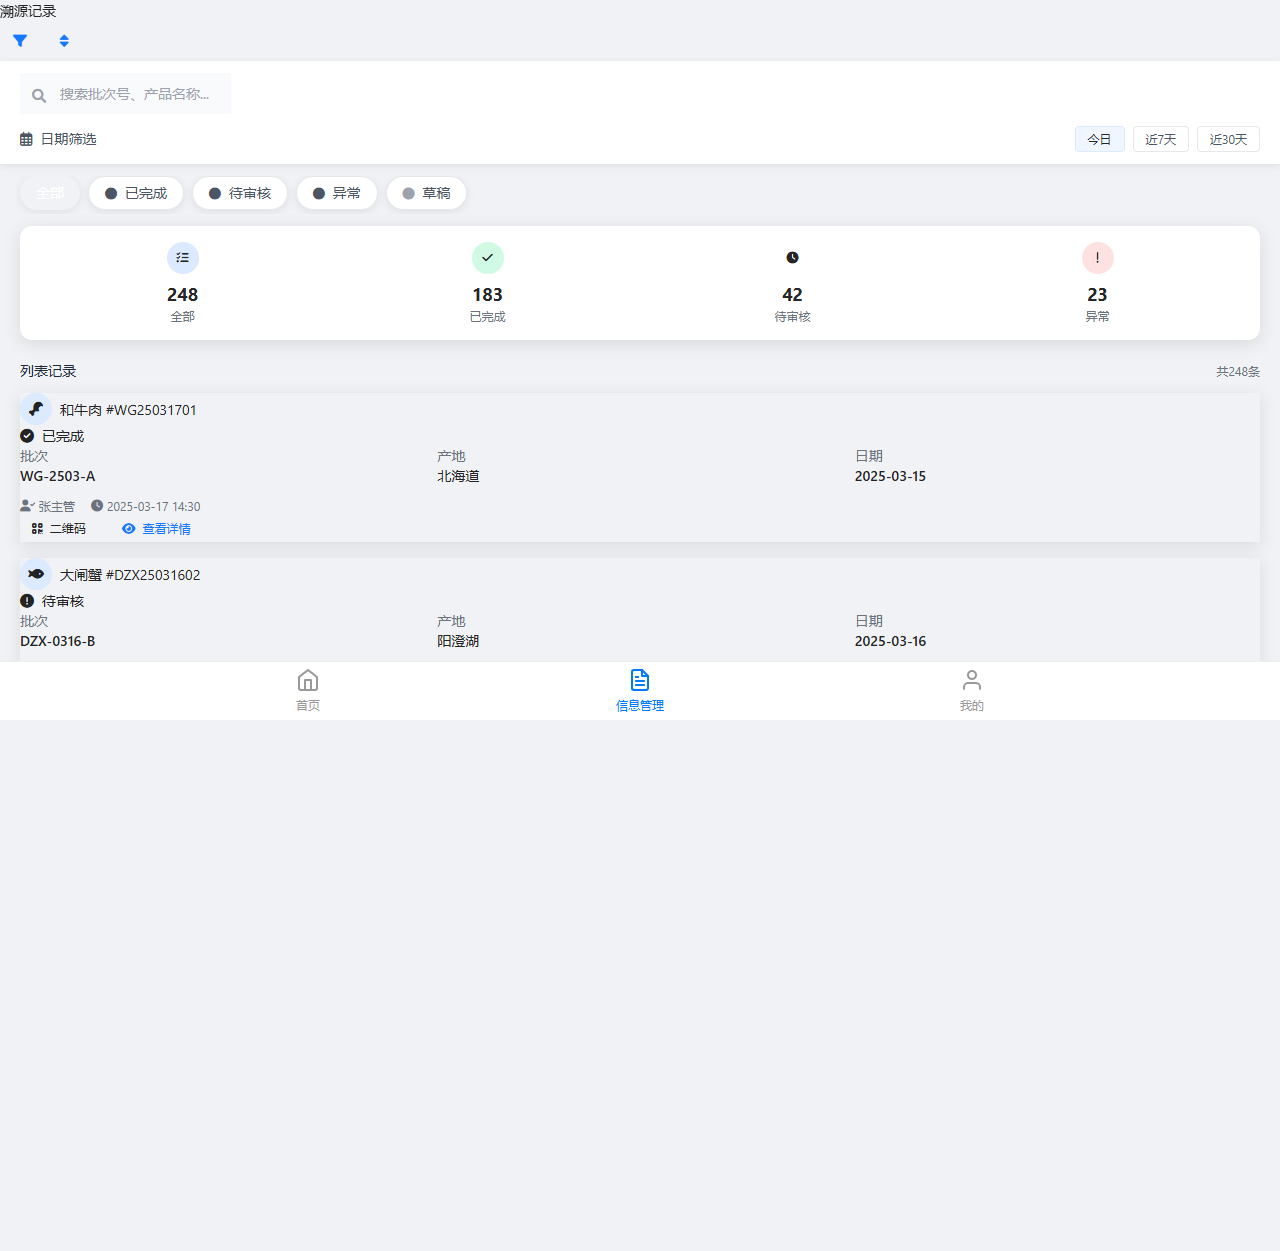 溯源记录
搜索批次号、产品名称...
日期筛选 今日 近7天 近30天
全部 已完成 待审核 异常 草稿
248 183 42 23
全部 已完成 待审核 异常
列表记录 共248条
和牛肉 #WG25031701
已完成
批次 产地 日期
WG-2503-A 北海道 2025-03-15
张主管 2025-03-17 14:30
二维码 查看详情
大闸蟹 #DZX25031602
待审核
批次 产地 日期
DZX-0316-B 阳澄湖 2025-03-16
首页 信息管理 我的